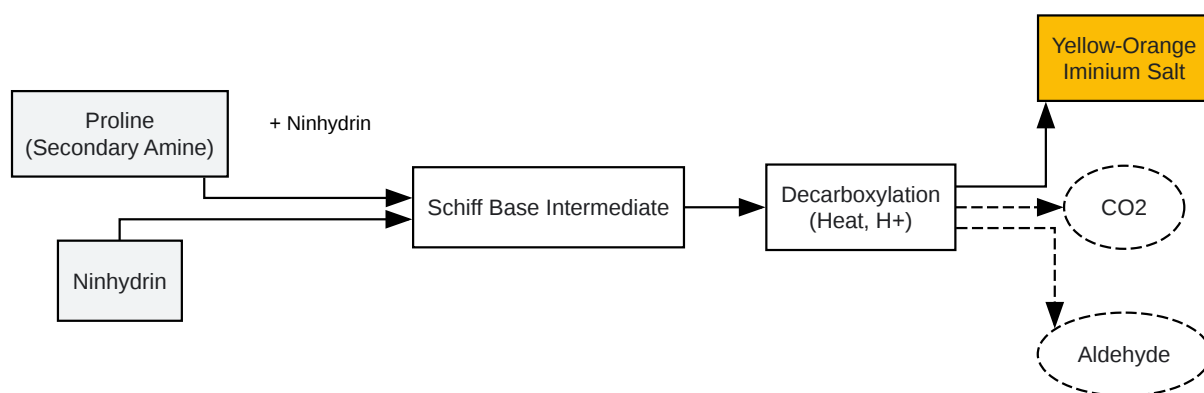 Yellow-Orange
Iminium Salt
Proline
(Secondary Amine)
+ Ninhydrin
Schiff Base Intermediate
Decarboxylation
(Heat, H+)
CO2
Ninhydrin
Aldehyde